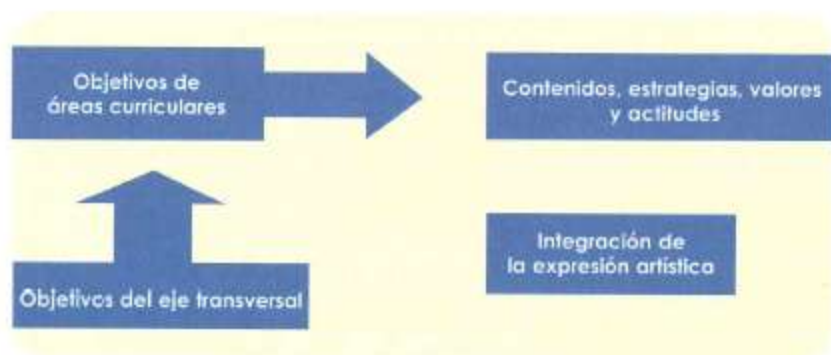 Objetivos de
áreas curriculares
Contenidos, estrategias, valores
y actitudes
Objetivos del eje transversal
Integración de
la expresión artística